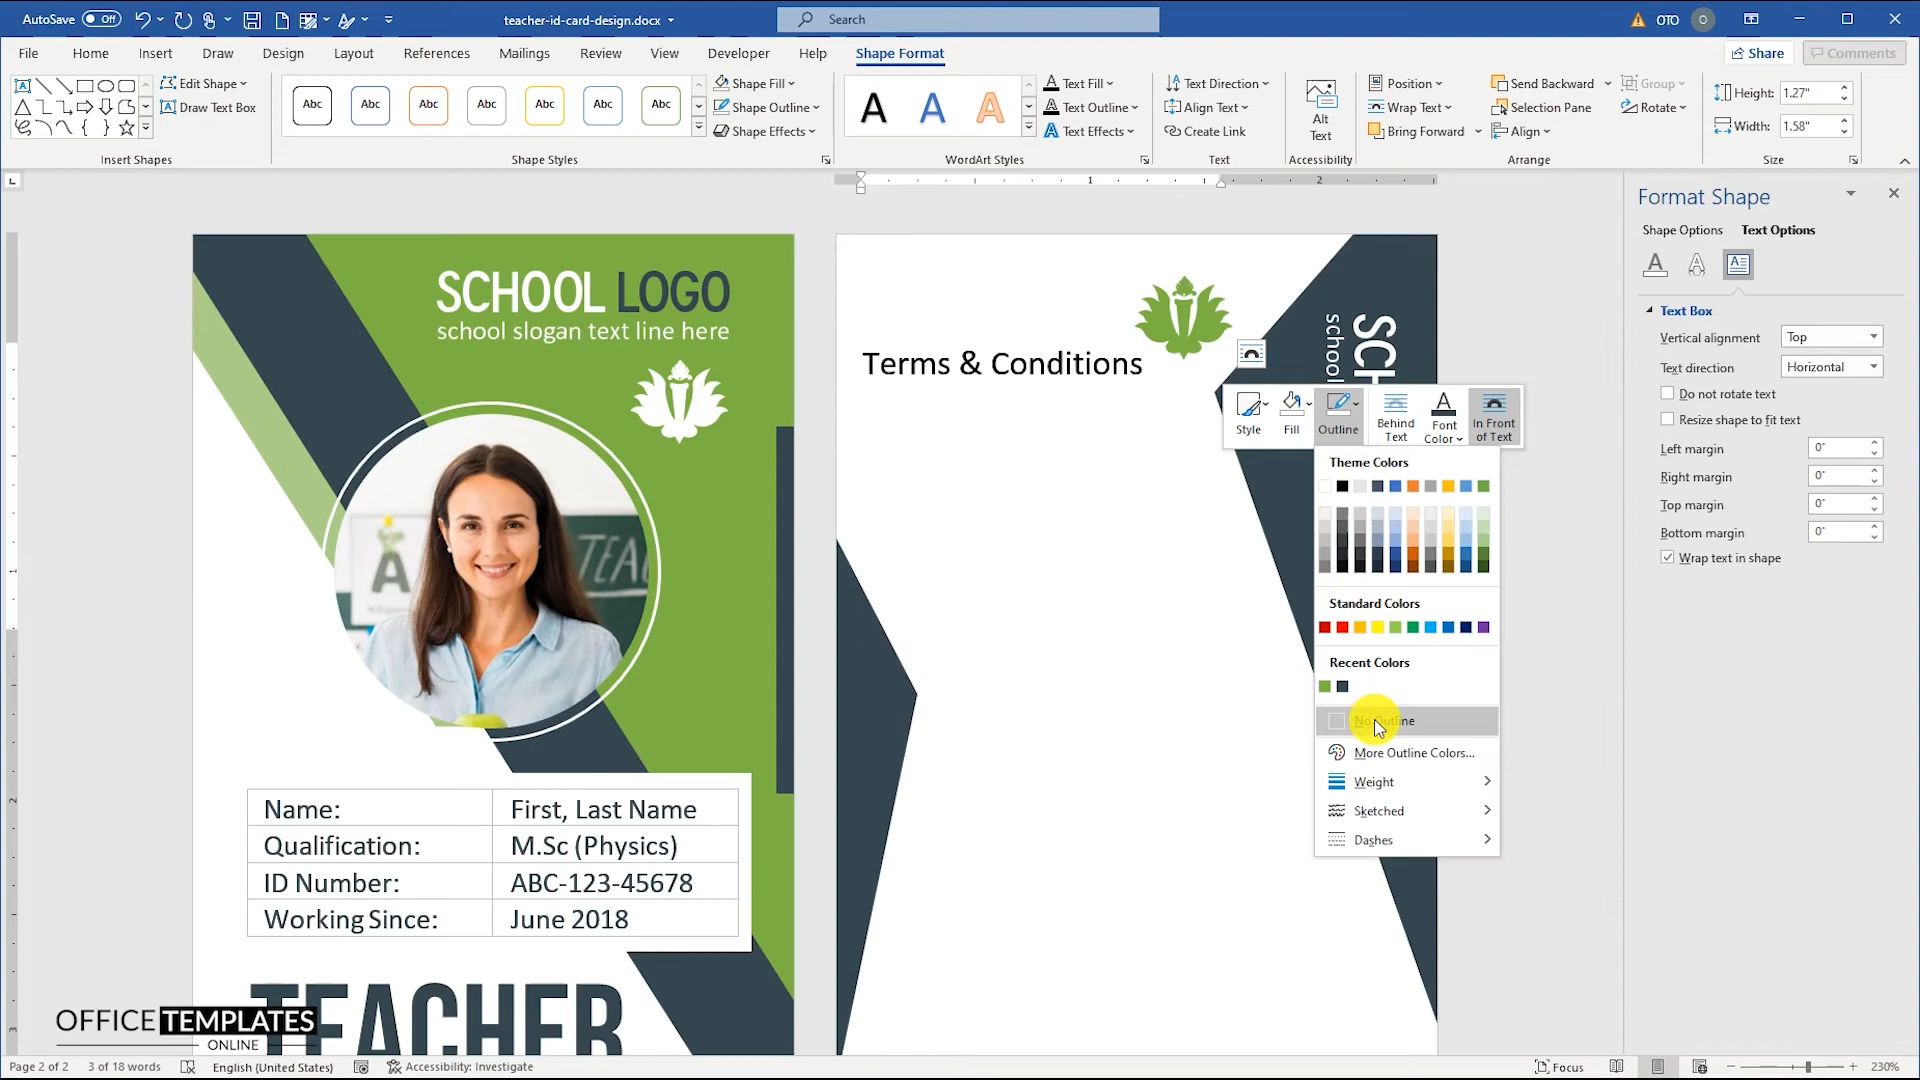 AutoSave Off
teacher-id-card-design.docx
Search
OTO O
File Home Insert Draw Design Layout References Mailings Review View Developer Help Shape Format
Share Comments
Edit Shape
Draw Text Box
Insert Shapes
Abc Abc Abc Abc Abc Abc Abc
Shape Fill
Shape Outline
Shape Effects
Shape Styles
A A A
Text Fill
Text Outline
Text Effects
WordArt Styles
Text Direction
Align Text
Create Link
Text
Alt
Text
Accessibility
Position
Wrap Text
Bring Forward
Send Backward
Selection Pane
Align
Group
Rotate
Arrange
Height: 1.27"
Width: 1.58"
Size
1 2
Format Shape
Shape Options Text Options
Text Box
Vertical alignment Top
Text direction Horizontal
Do not rotate text
Resize shape to fit text
Left margin 0"
Right margin 0"
Top margin 0"
Bottom margin 0"
Wrap text in shape
SCHOOL LOGO
school slogan text line here
A TEA
Name: First, Last Name
Qualification: M.Sc (Physics)
ID Number: ABC-123-45678
Working Since: June 2018
TEACHER
Terms & Conditions
SCH
school
Style Fill Outline
Behind
Text
Font
Color
In Front
of Text
Theme Colors
Standard Colors
Recent Colors
No Outline
More Outline Colors...
Weight
Sketched
Dashes
1
2
3
OFFICE TEMPLATES
ONLINE
Page 2 of 2 3 of 18 words English (United States) Accessibility: Investigate Focus 230%